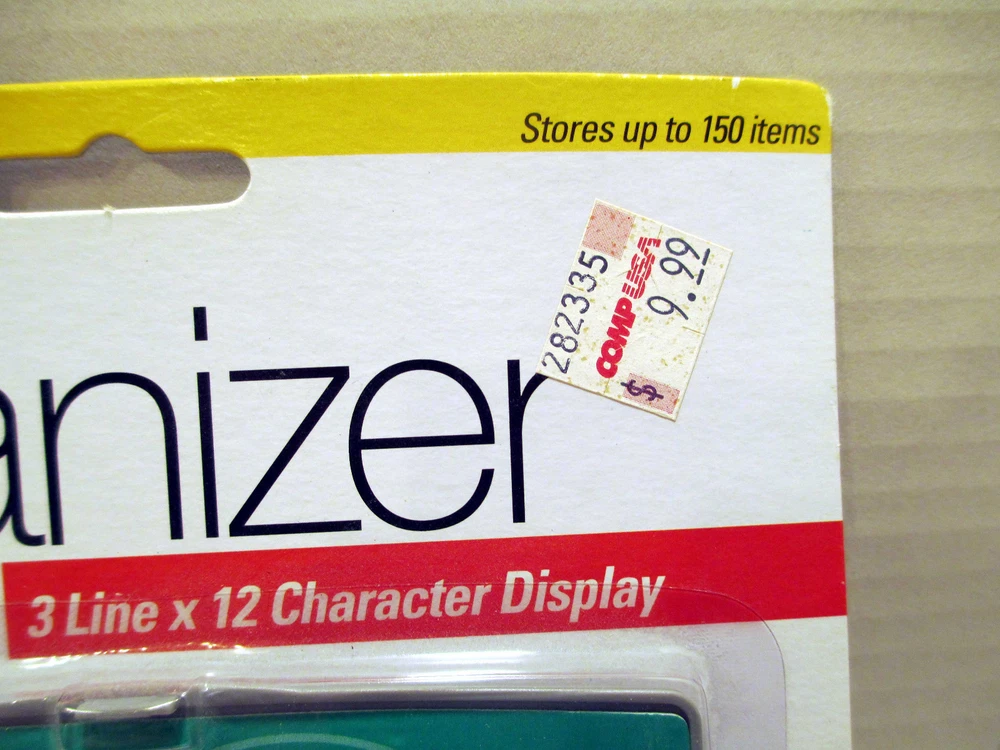 Stores up to 150 items
282335
COMP USA
$ 9.99
anizer
3 Line x 12 Character Display